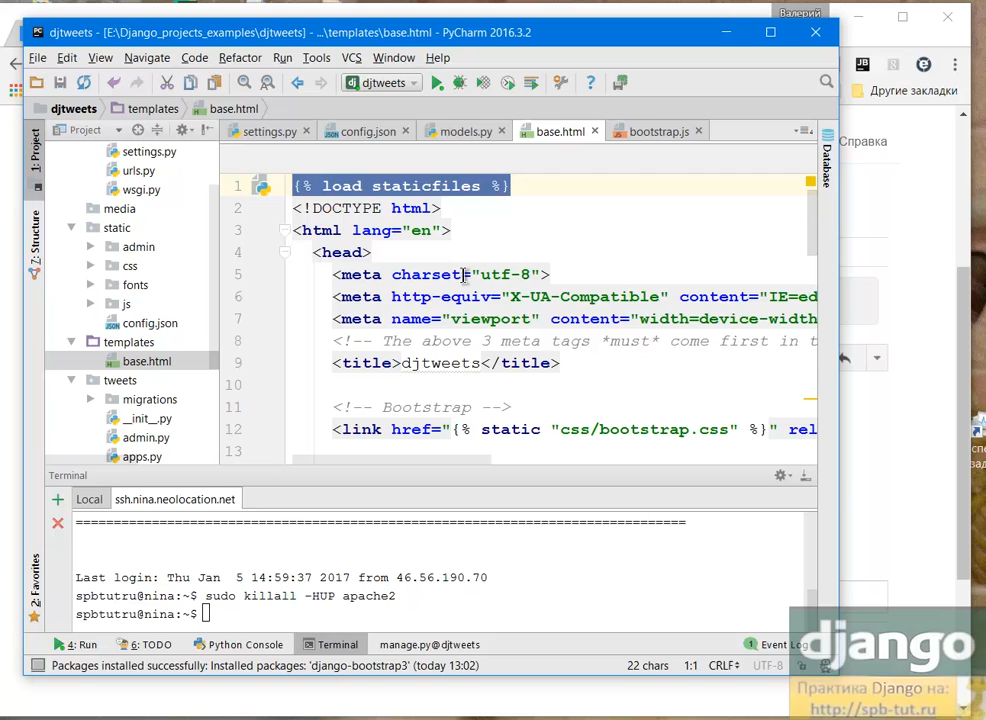 Валерий
djtweets - [E:\Django_projects_examples\djtweets] - ...\templates\base.html - PyCharm 2016.3.2
File Edit View Navigate Code Refactor Run Tools VCS Window Help
djtweets
Другие закладки
djtweets templates base.html
Справка
1: Project
Project
settings.py config.json models.py base.html bootstrap.js
Database
settings.py
urls.py
wsgi.py
media
static
admin
css
fonts
js
config.json
templates
base.html
tweets
migrations
__init__.py
admin.py
apps.py
7: Structure
2: Favorites
1 {% load staticfiles %}
2 <!DOCTYPE html>
3 <html lang="en">
4 <head>
5 <meta charset="utf-8">
6 <meta http-equiv="X-UA-Compatible" content="IE=ed
7 <meta name="viewport" content="width=device-width
8 <!-- The above 3 meta tags *must* come first in t
9 <title>djtweets</title>
10
11 <!-- Bootstrap -->
12 <link href="{% static "css/bootstrap.css" %}" rel
13
Terminal
Local ssh.nina.neolocation.net
=============================================================
Last login: Thu Jan 5 14:59:37 2017 from 46.56.190.70
spbtutru@nina:~$ sudo killall -HUP apache2
spbtutru@nina:~$
4: Run 6: TODO Python Console Terminal manage.py@djtweets 1 Event Log
Packages installed successfully: Installed packages: 'django-bootstrap3' (today 13:02) 22 chars 1:1 CRLF UTF-8
django
Практика Django на:
http://spb-tut.ru